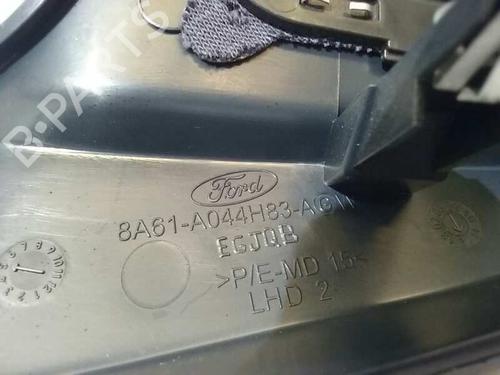 B-PARTS
Ford
8A61-A044H83-AGW
EGJQB
>P/E-MD 15<
LHD 2